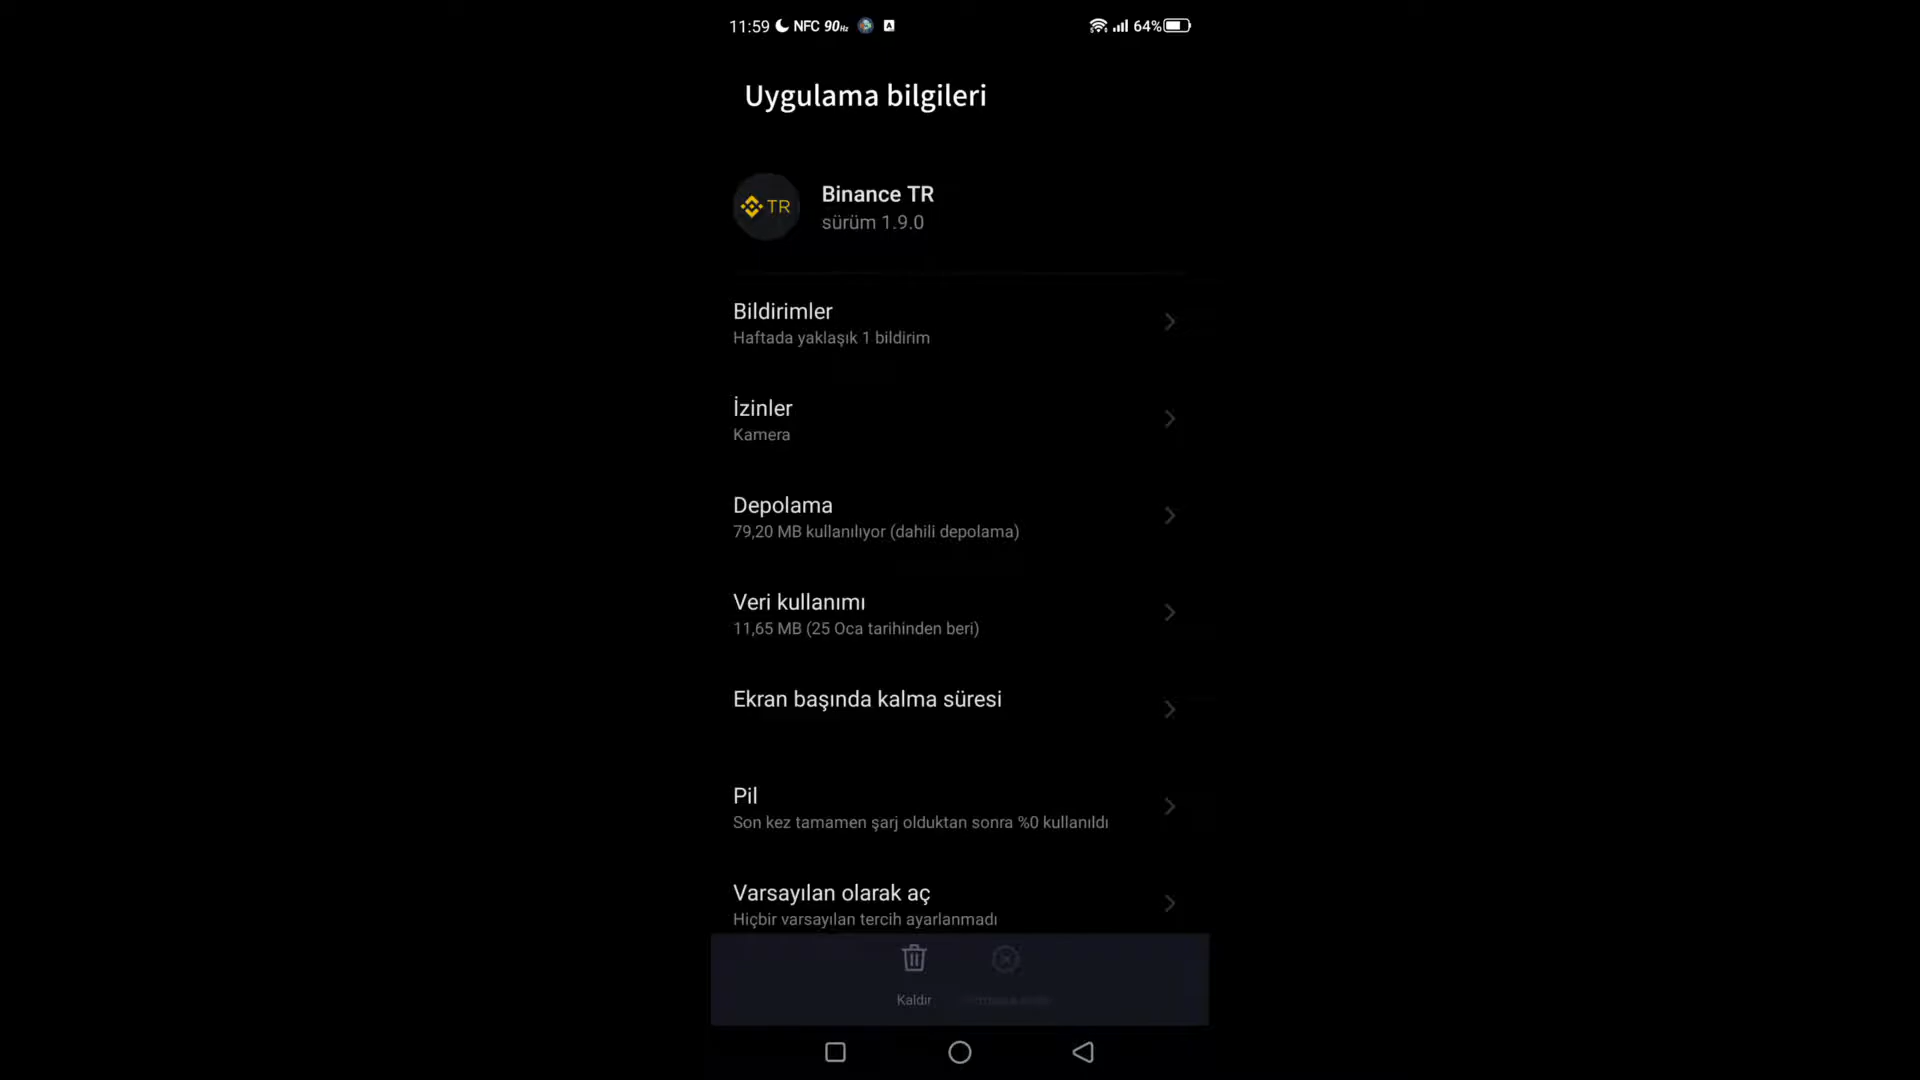 11:59 NFC 90Hz 64%
Uygulama bilgileri
TR
Binance TR
sürüm 1.9.0
Bildirimler
Haftada yaklaşık 1 bildirim
İzinler
Kamera
Depolama
79,20 MB kullanılıyor (dahili depolama)
Veri kullanımı
11,65 MB (25 Oca tarihinden beri)
Ekran başında kalma süresi
Pil
Son kez tamamen şarj olduktan sonra %0 kullanıldı
Varsayılan olarak aç
Hiçbir varsayılan tercih ayarlanmadı
Kaldır